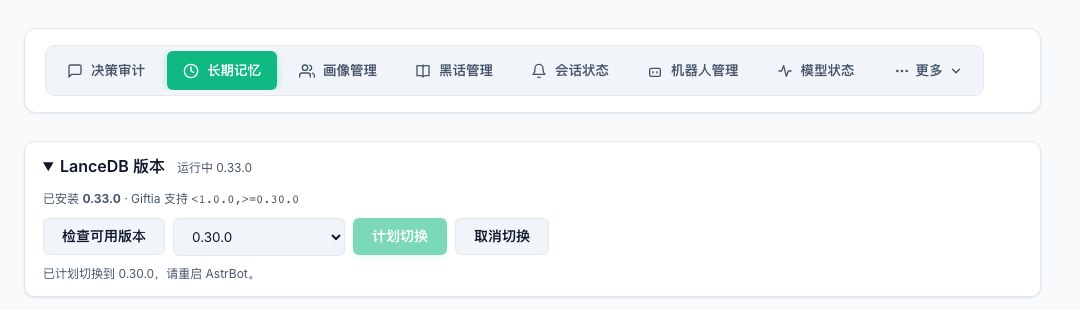 决策审计 长期记忆 画像管理 黑话管理 会话状态 机器人管理 模型状态 更多
LanceDB 版本 运行中 0.33.0
已安装 0.33.0 · Giftia 支持 <1.0.0,>=0.30.0
检查可用版本 0.30.0 计划切换 取消切换
已计划切换到 0.30.0，请重启 AstrBot。